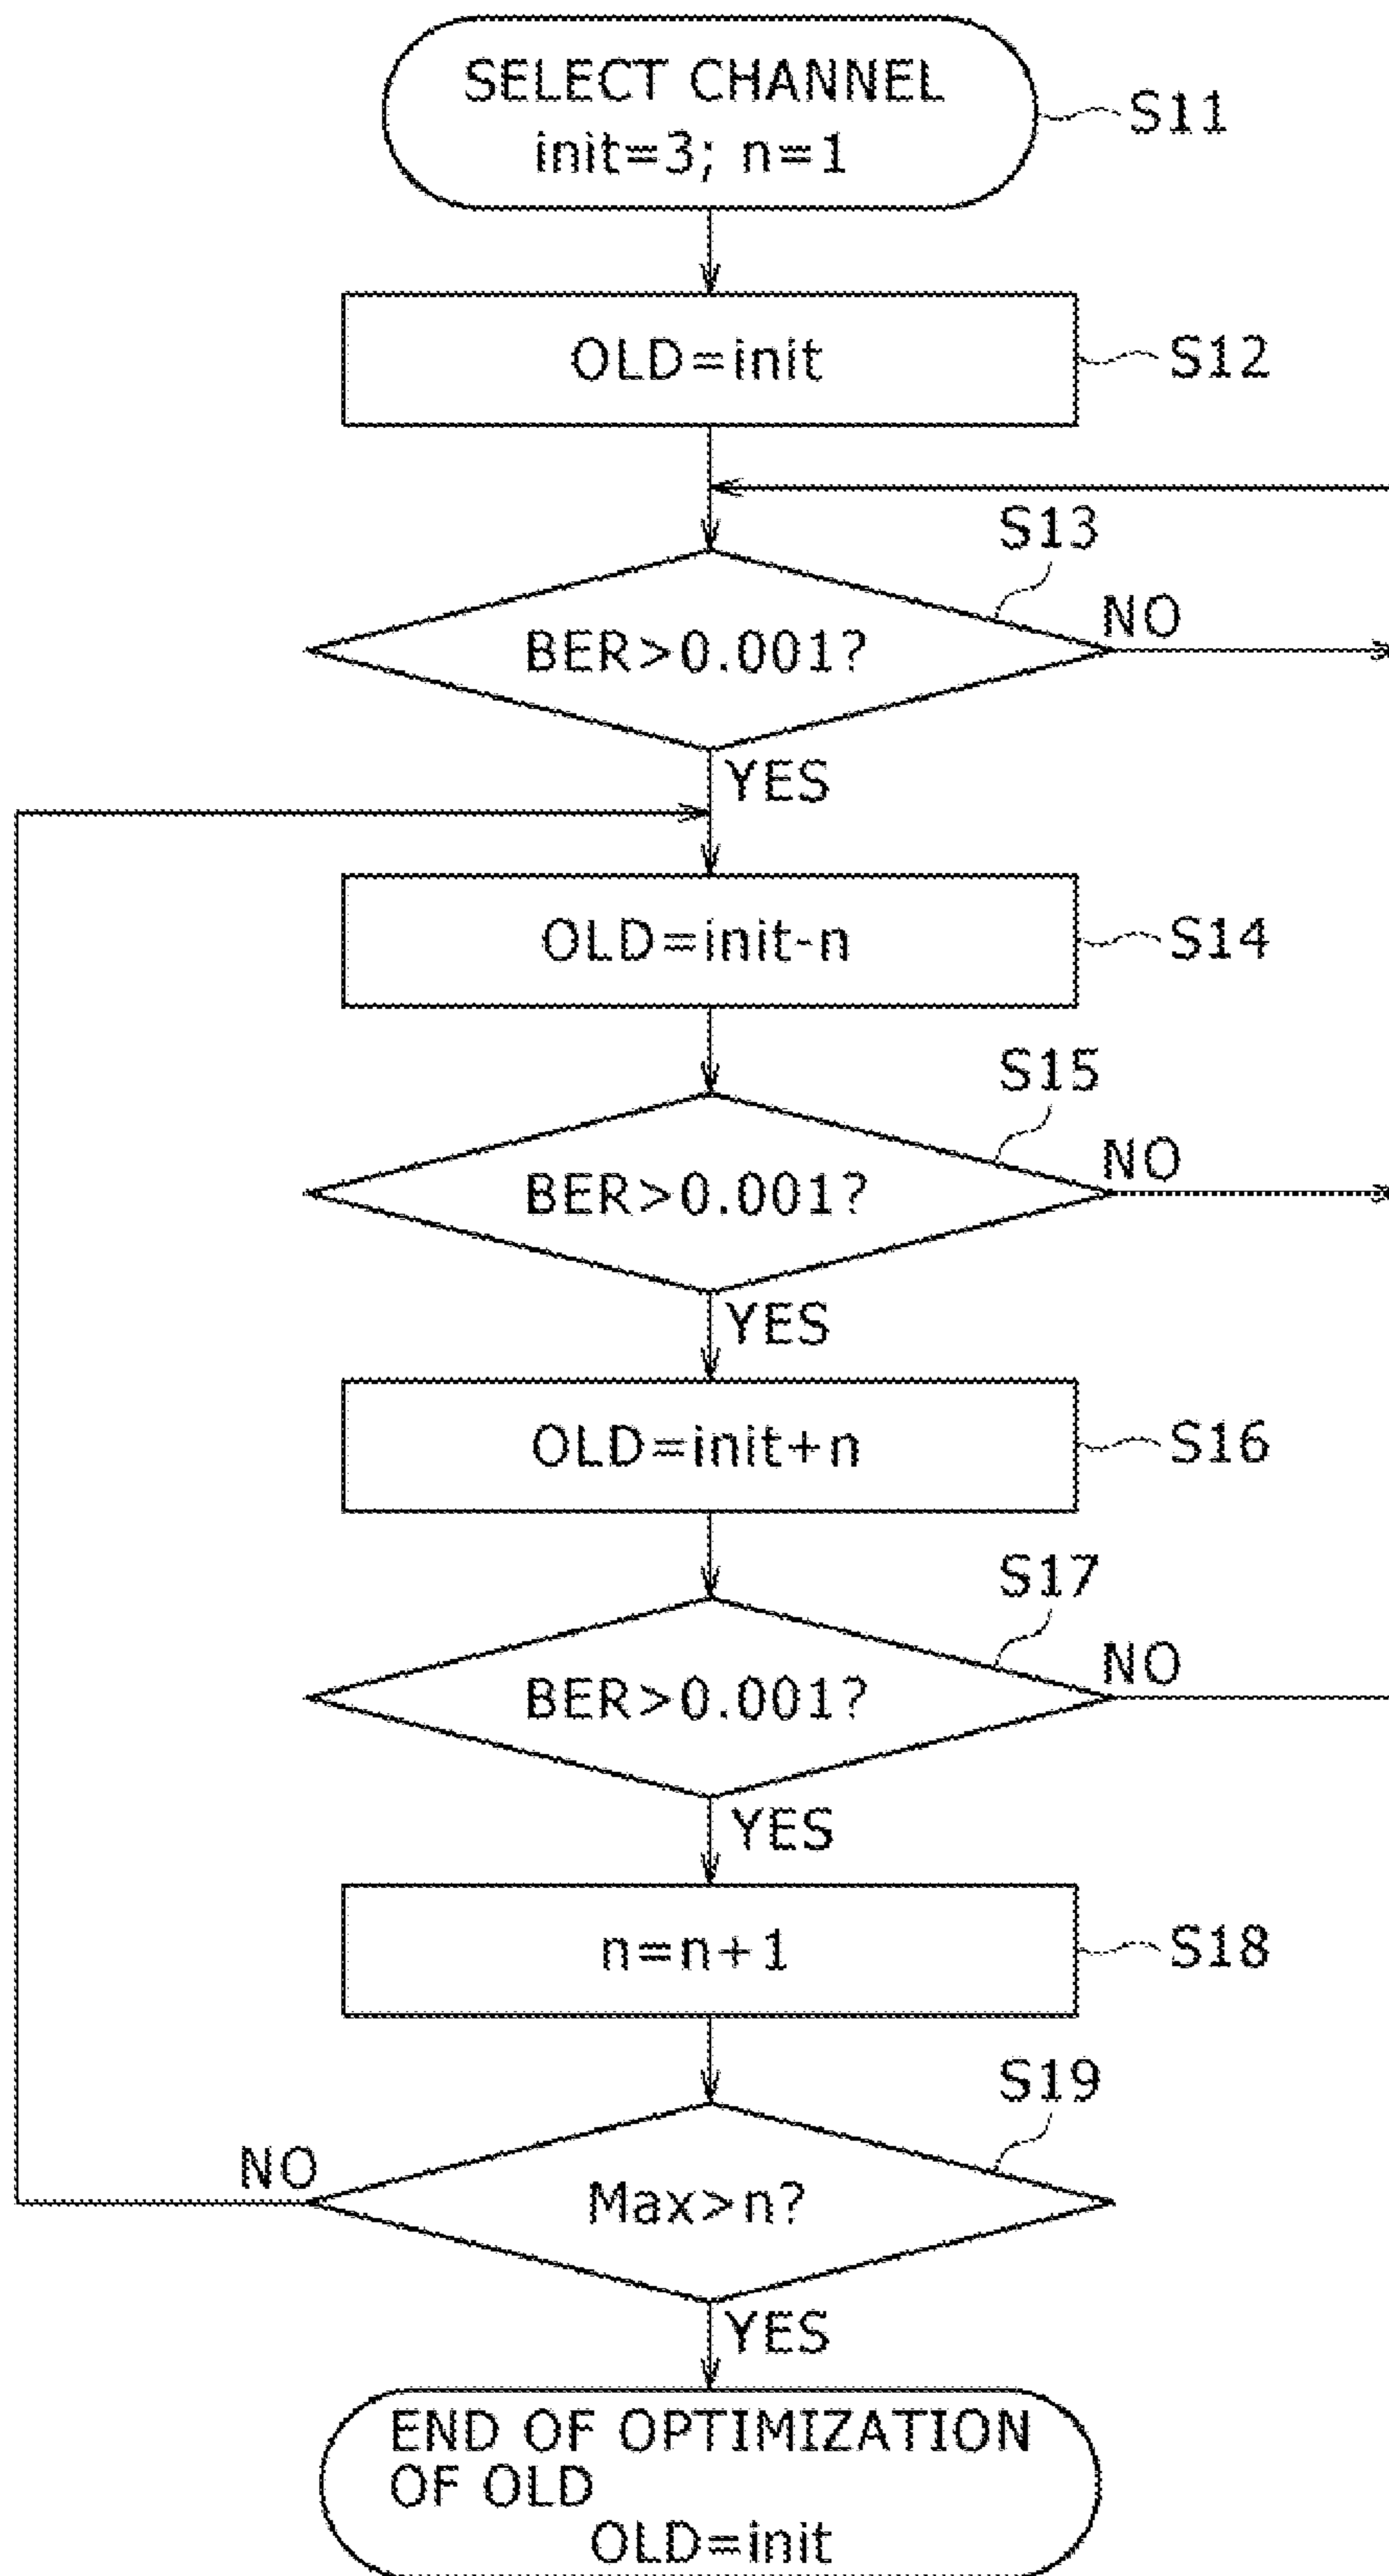 SELECT CHANNEL
init=3; n=1
S11
OLD=init
S12
S13
BER>0.001?
NO
YES
OLD=init-n
S14
S15
BER>0.001?
NO
YES
OLD=init+n
S16
S17
BER>0.001?
NO
YES
n=n+1
S18
S19
NO
Max>n?
YES
END OF OPTIMIZATION
OF OLD
OLD=init